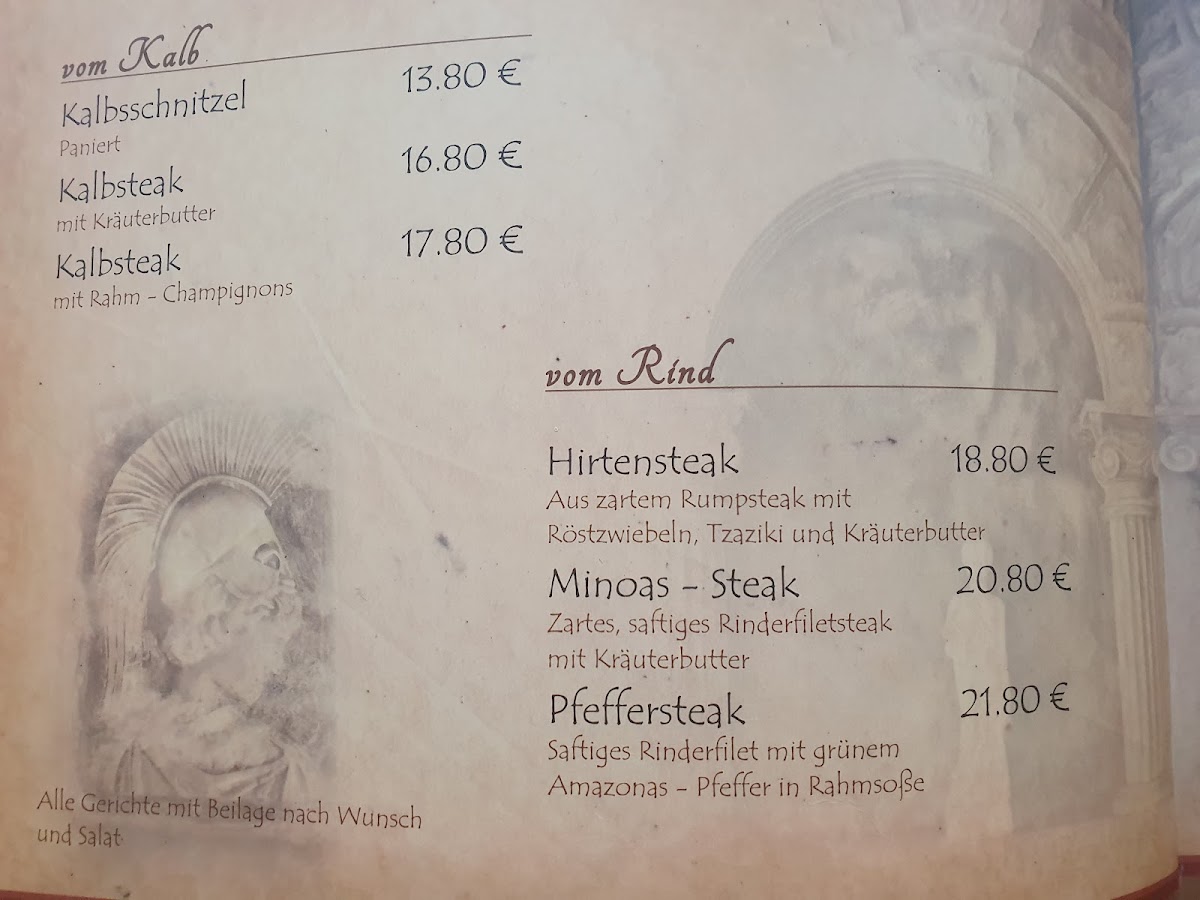 vom Kalb
Kalbsschnitzel 13.80 €
Paniert
Kalbsteak 16.80 €
mit Kräuterbutter
Kalbsteak 17.80 €
mit Rahm - Champignons
vom Rind
Hirtensteak 18.80 €
Aus zartem Rumpsteak mit
Röstzwiebeln, Tzaziki und Kräuterbutter
Minoas - Steak 20.80 €
Zartes, saftiges Rinderfiletsteak
mit Kräuterbutter
Pfeffersteak 21.80 €
Saftiges Rinderfilet mit grünem
Amazonas - Pfeffer in Rahmsoße
Alle Gerichte mit Beilage nach Wunsch
und Salat